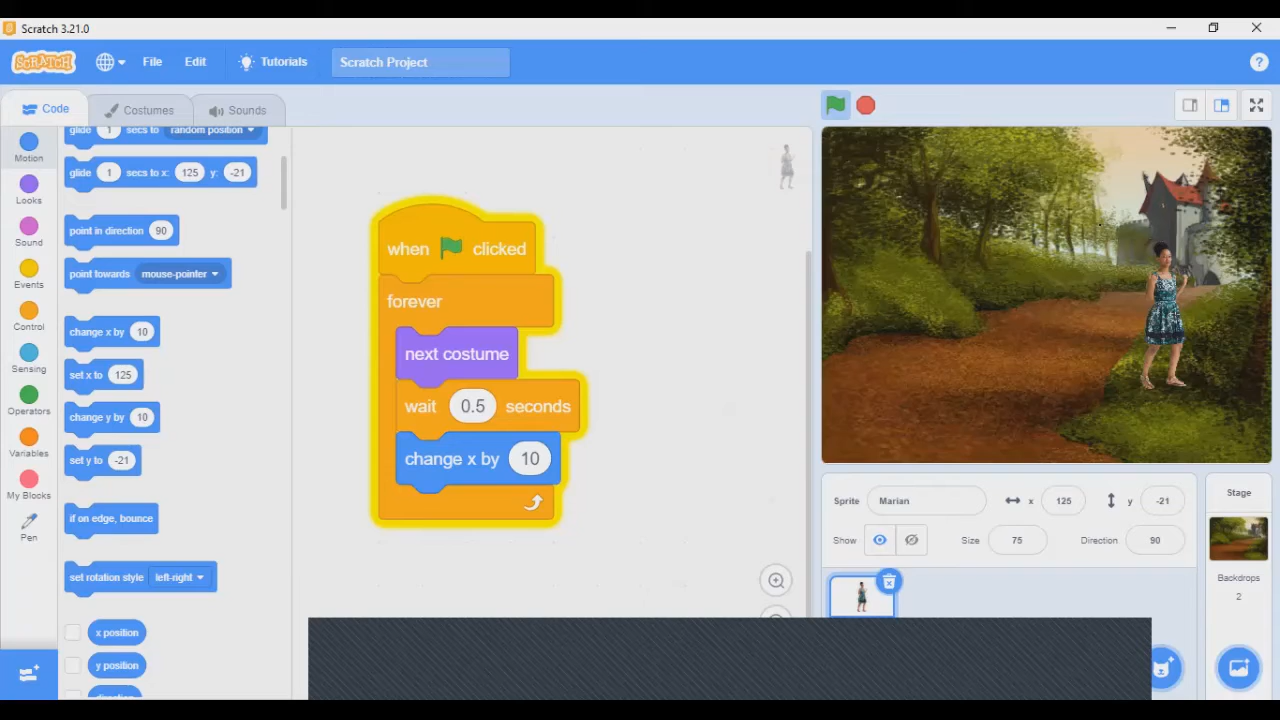 Scratch 3.21.0
SCRATCH File Edit Tutorials Scratch Project ?
Code Costumes Sounds
Motion
Looks
Sound
Events
Control
Sensing
Operators
Variables
My Blocks
Pen
glide 1 secs to random position
glide 1 secs to x: 125 y: -21
point in direction 90
point towards mouse-pointer
change x by 10
set x to 125
change y by 10
set y to -21
if on edge, bounce
set rotation style left-right
x position
y position
direction
when clicked
forever
next costume
wait 0.5 seconds
change x by 10
Sprite Marian x 125 y -21
Show Size 75 Direction 90
Stage
Backdrops
2